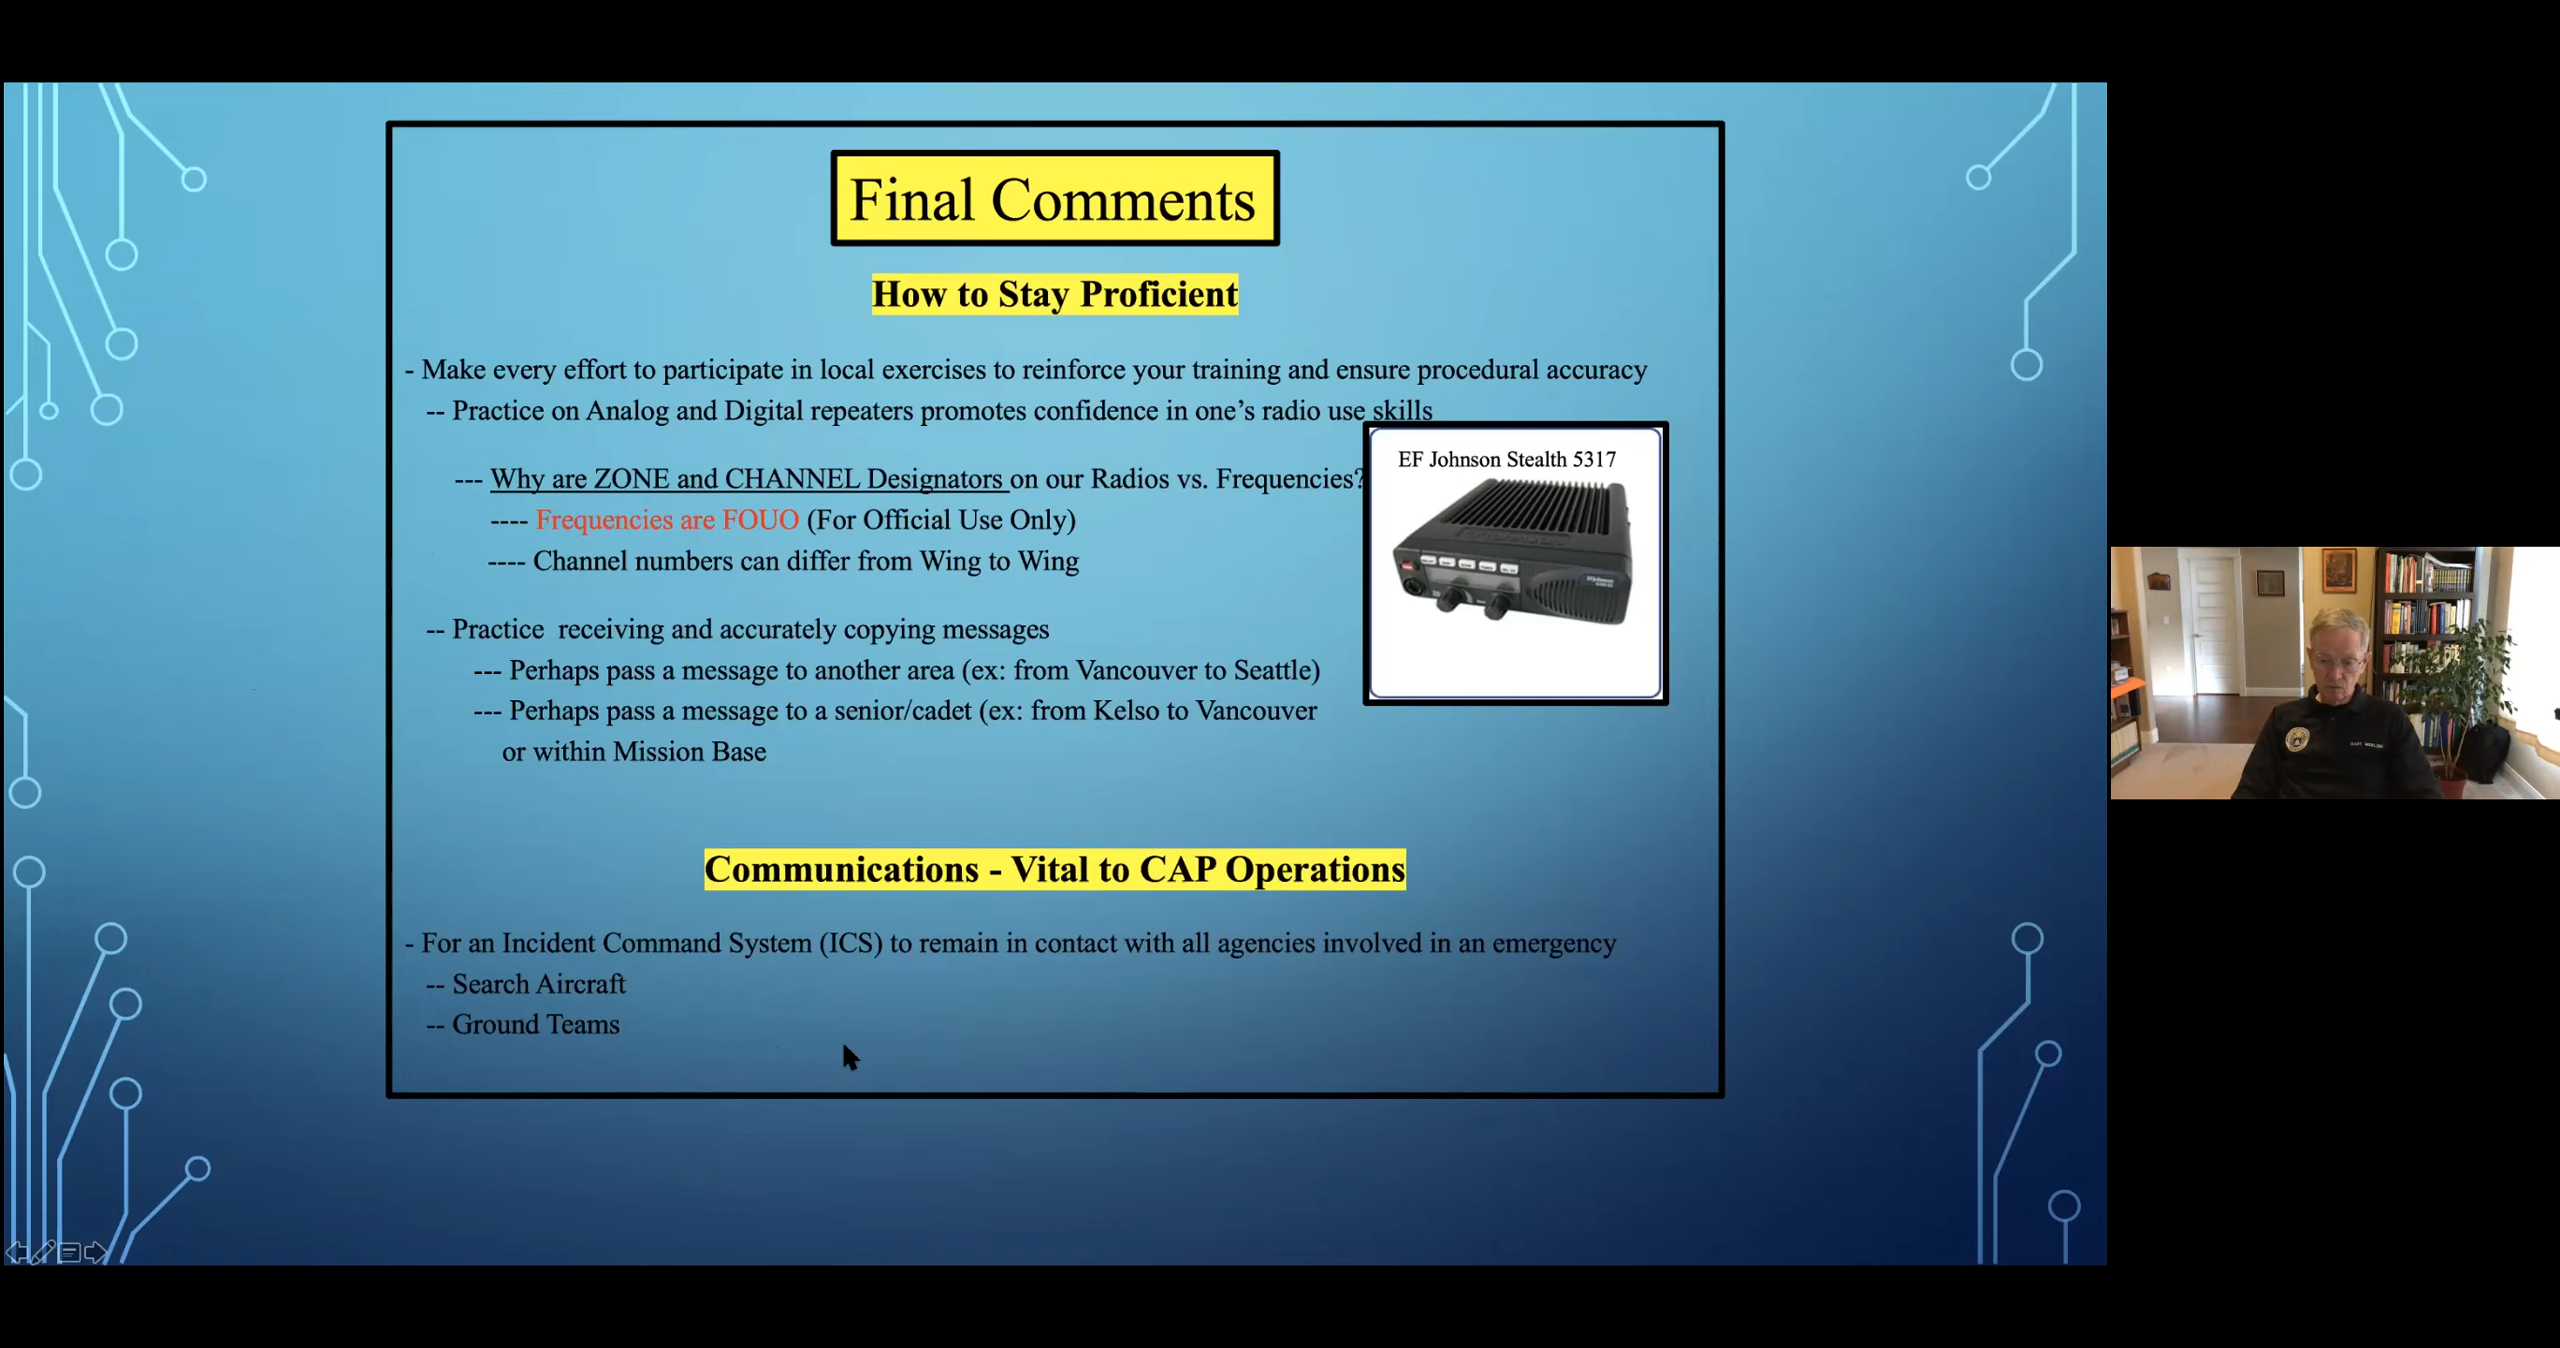 Final Comments
How to Stay Proficient
- Make every effort to participate in local exercises to reinforce your training and ensure procedural accuracy
-- Practice on Analog and Digital repeaters promotes confidence in one’s radio use skills
--- Why are ZONE and CHANNEL Designators on our Radios vs. Frequencies?
---- Frequencies are FOUO (For Official Use Only)
---- Channel numbers can differ from Wing to Wing
EF Johnson Stealth 5317
-- Practice  receiving and accurately copying messages
--- Perhaps pass a message to another area (ex: from Vancouver to Seattle)
--- Perhaps pass a message to a senior/cadet (ex: from Kelso to Vancouver
or within Mission Base
Communications - Vital to CAP Operations
- For an Incident Command System (ICS) to remain in contact with all agencies involved in an emergency
-- Search Aircraft
-- Ground Teams